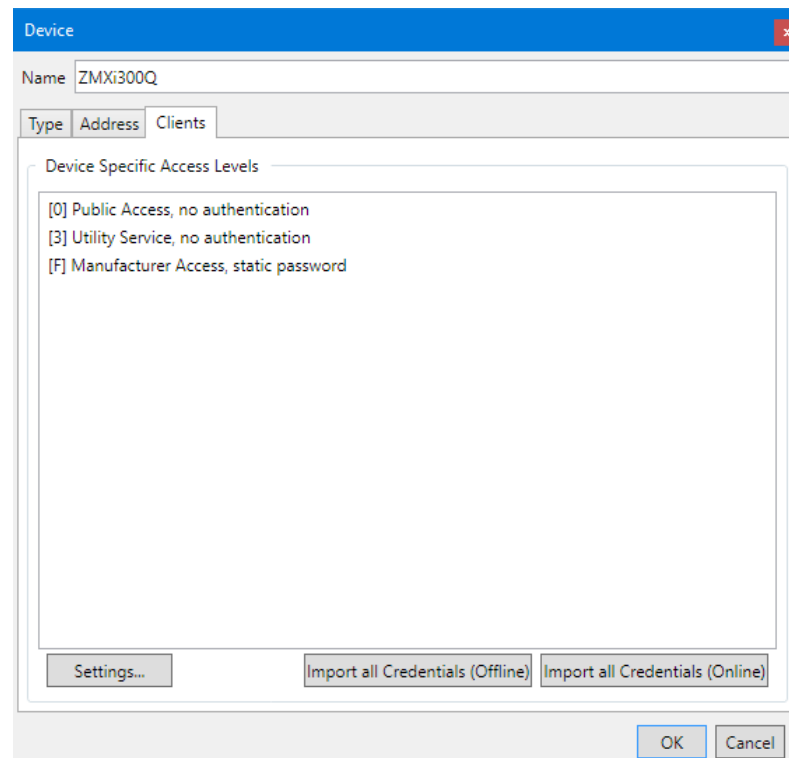 Device
Name ZMXi300Q
Type Address Clients
Device Specific Access Levels
[0] Public Access, no authentication
[3] Utility Service, no authentication
[F] Manufacturer Access, static password
Settings... Import all Credentials (Offline) Import all Credentials (Online)
OK Cancel